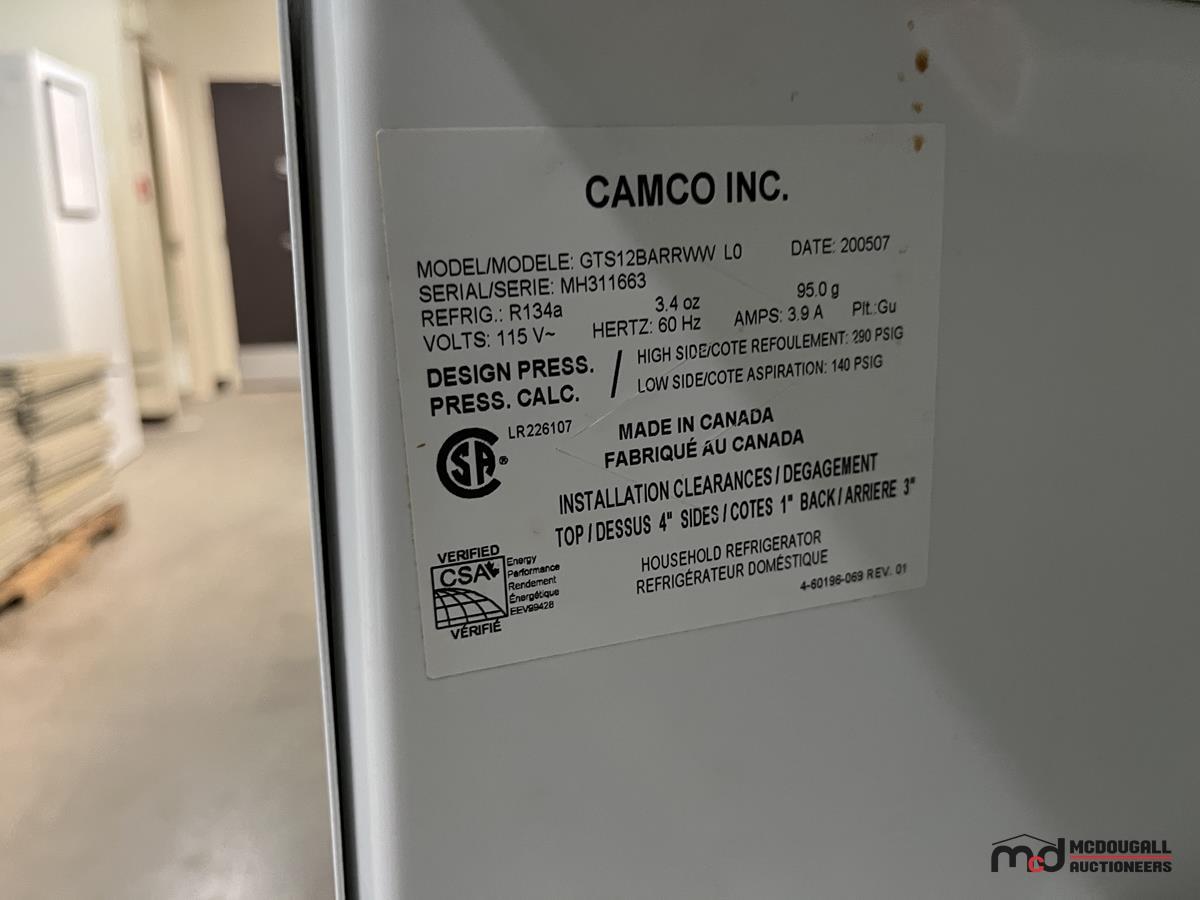 CAMCO INC.
MODEL/MODELE: GTS12BARRWW L0 DATE: 200507
SERIAL/SERIE: MH311663
REFRIG.: R134a 3.4 oz 95.0 g
VOLTS: 115 V~ HERTZ: 60 Hz AMPS: 3.9 A Plt.:Gu
DESIGN PRESS. / HIGH SIDE/COTE REFOULEMENT: 290 PSIG
PRESS. CALC. LOW SIDE/COTE ASPIRATION: 140 PSIG
CSA® LR226107
MADE IN CANADA
FABRIQUÉ AU CANADA
INSTALLATION CLEARANCES / DEGAGEMENT
TOP / DESSUS 4" SIDES / COTES 1" BACK / ARRIERE 3"
HOUSEHOLD REFRIGERATOR
REFRIGÉRATEUR DOMÉSTIQUE
4-60196-069 REV. 01
VERIFIED
CSA
VÉRIFIÉ
Energy
Performance
Rendement
Énergétique
EEV99428
mcd MCDOUGALL
AUCTIONEERS